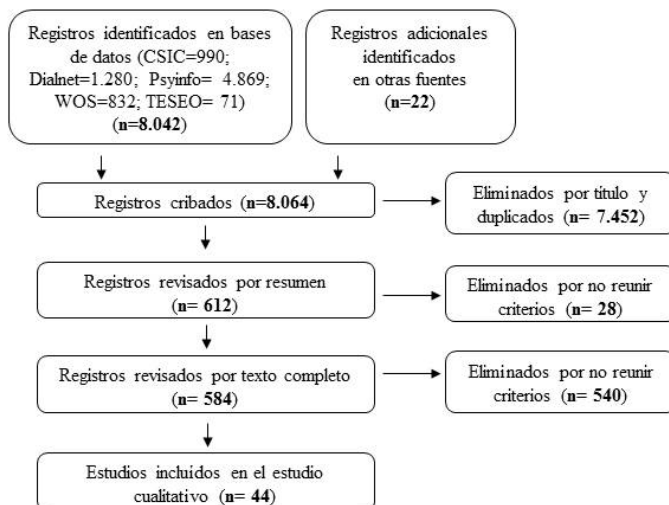 Registros identificados en bases
de datos (CSIC=990;
Dialnet=1.280; Psyinfo= 4.869;
WOS=832; TESEO= 71)
(n=8.042)
Registros adicionales
identificados
en otras fuentes
(n=22)
Registros cribados (n=8.064)
Eliminados por título y
duplicados (n= 7.452)
Registros revisados por resumen
(n= 612)
Eliminados por no reunir
criterios (n= 28)
Registros revisados por texto completo
(n= 584)
Eliminados por no reunir
criterios (n= 540)
Estudios incluidos en el estudio
cualitativo (n= 44)